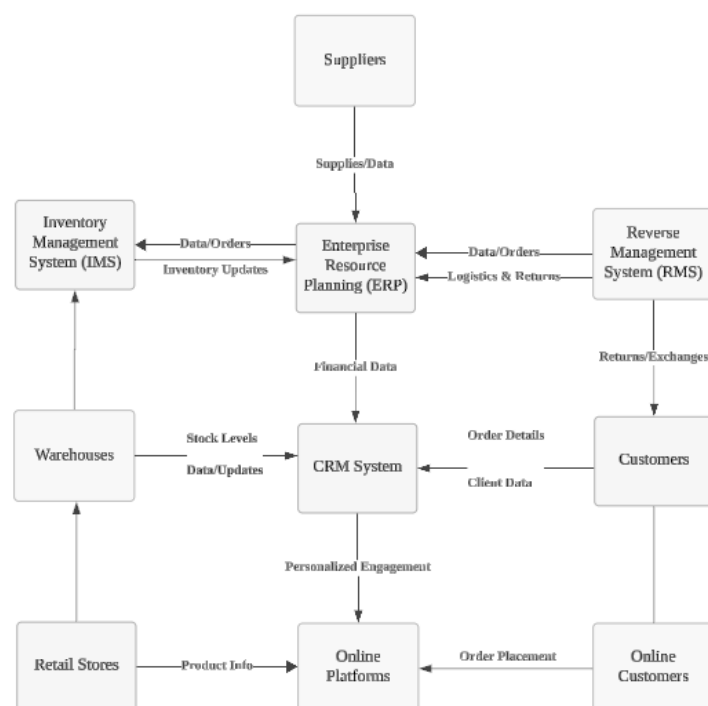 Suppliers
Supplies/Data
Inventory
Management
System (IMS)
Data/Orders
Inventory Updates
Enterprise
Resource
Planning (ERP)
Data/Orders
Logistics & Returns
Reverse
Management
System (RMS)
Financial Data
Returns/Exchanges
Warehouses
Stock Levels
Data/Updates
CRM System
Order Details
Client Data
Customers
Personalized Engagement
Retail Stores
Product Info
Online
Platforms
Order Placement
Online
Customers